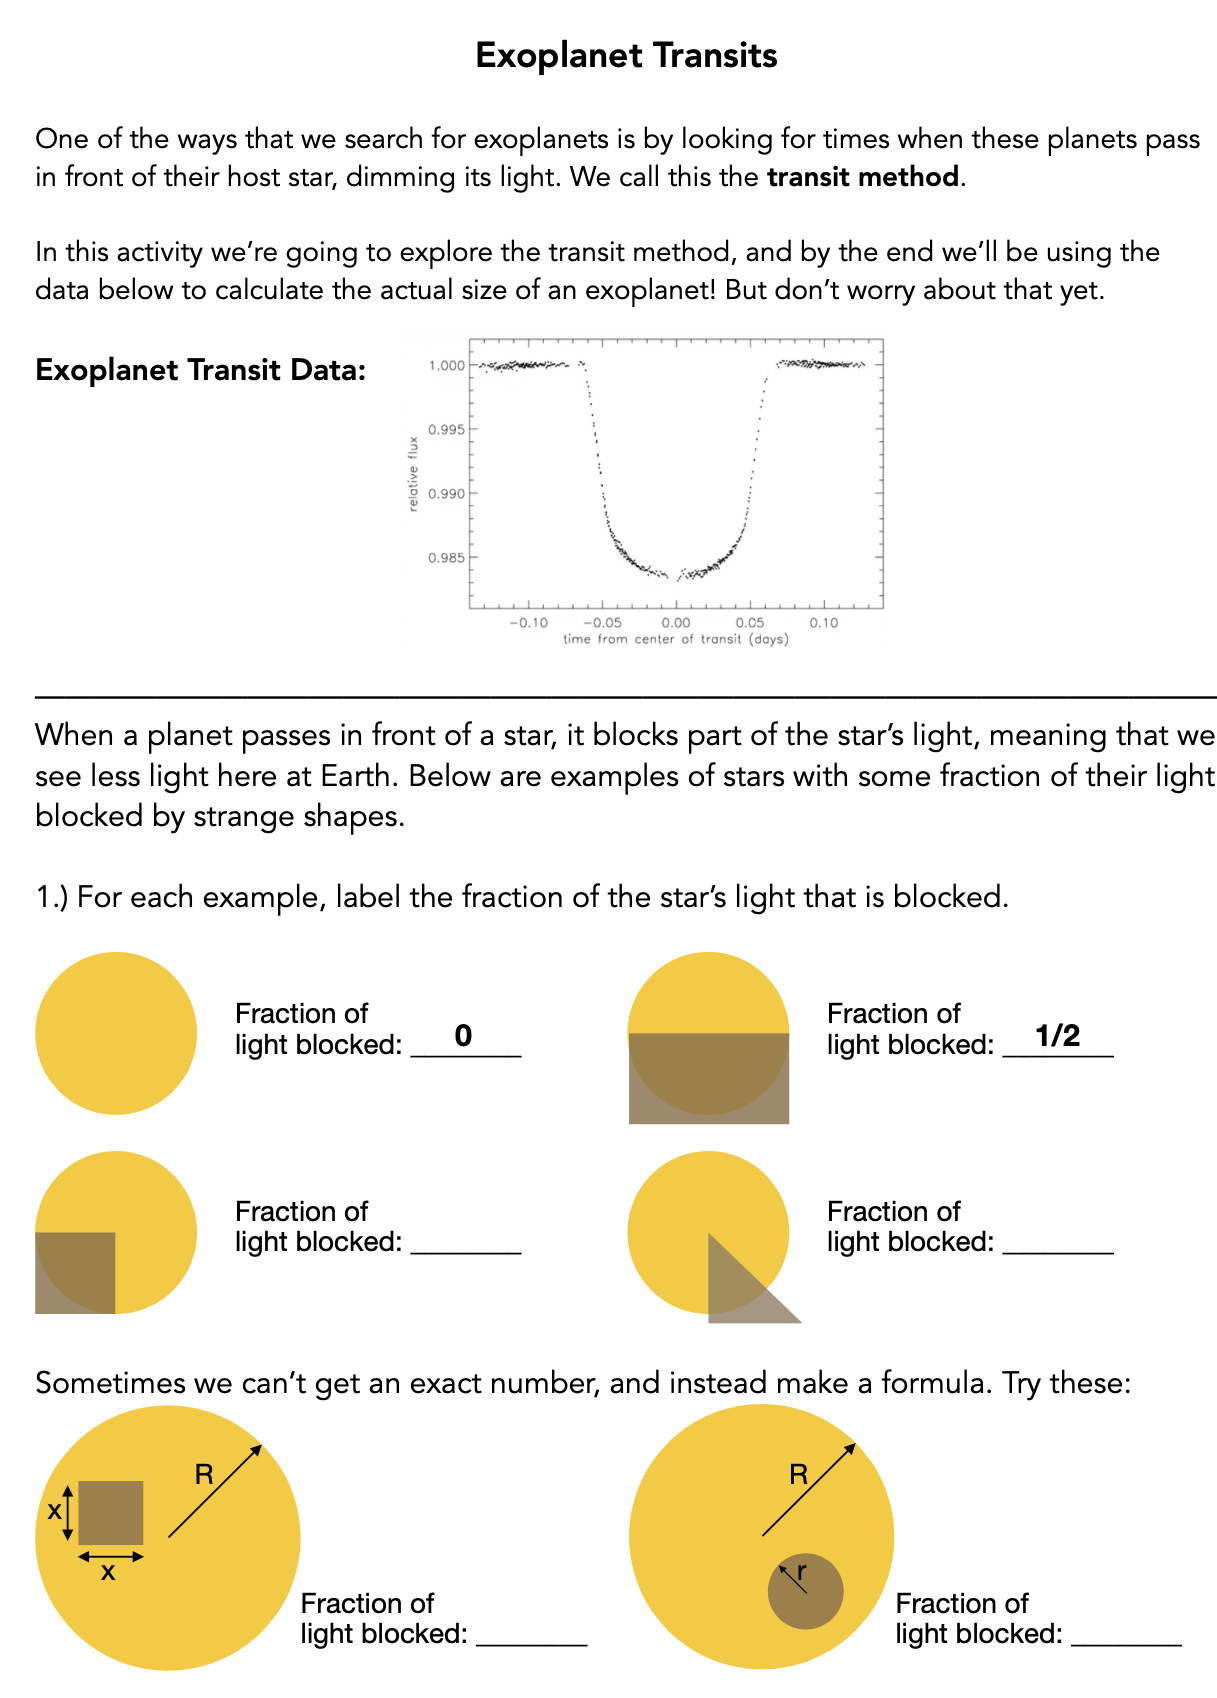 Exoplanet Transits
One of the ways that we search for exoplanets is by looking for times when these planets pass
in front of their host star, dimming its light. We call this the transit method.
In this activity we’re going to explore the transit method, and by the end we’ll be using the
data below to calculate the actual size of an exoplanet! But don’t worry about that yet.
Exoplanet Transit Data:
1.000
0.995
0.990
0.985
relative flux
−0.10 −0.05 0.00 0.05 0.10
time from center of transit (days)
When a planet passes in front of a star, it blocks part of the star’s light, meaning that we
see less light here at Earth. Below are examples of stars with some fraction of their light
blocked by strange shapes.
1.) For each example, label the fraction of the star’s light that is blocked.
Fraction of
light blocked: 0
Fraction of
light blocked: 1/2
Fraction of
light blocked: _______
Fraction of
light blocked: _______
Sometimes we can’t get an exact number, and instead make a formula. Try these:
R
x
x
Fraction of
light blocked: _______
R
r
Fraction of
light blocked: _______